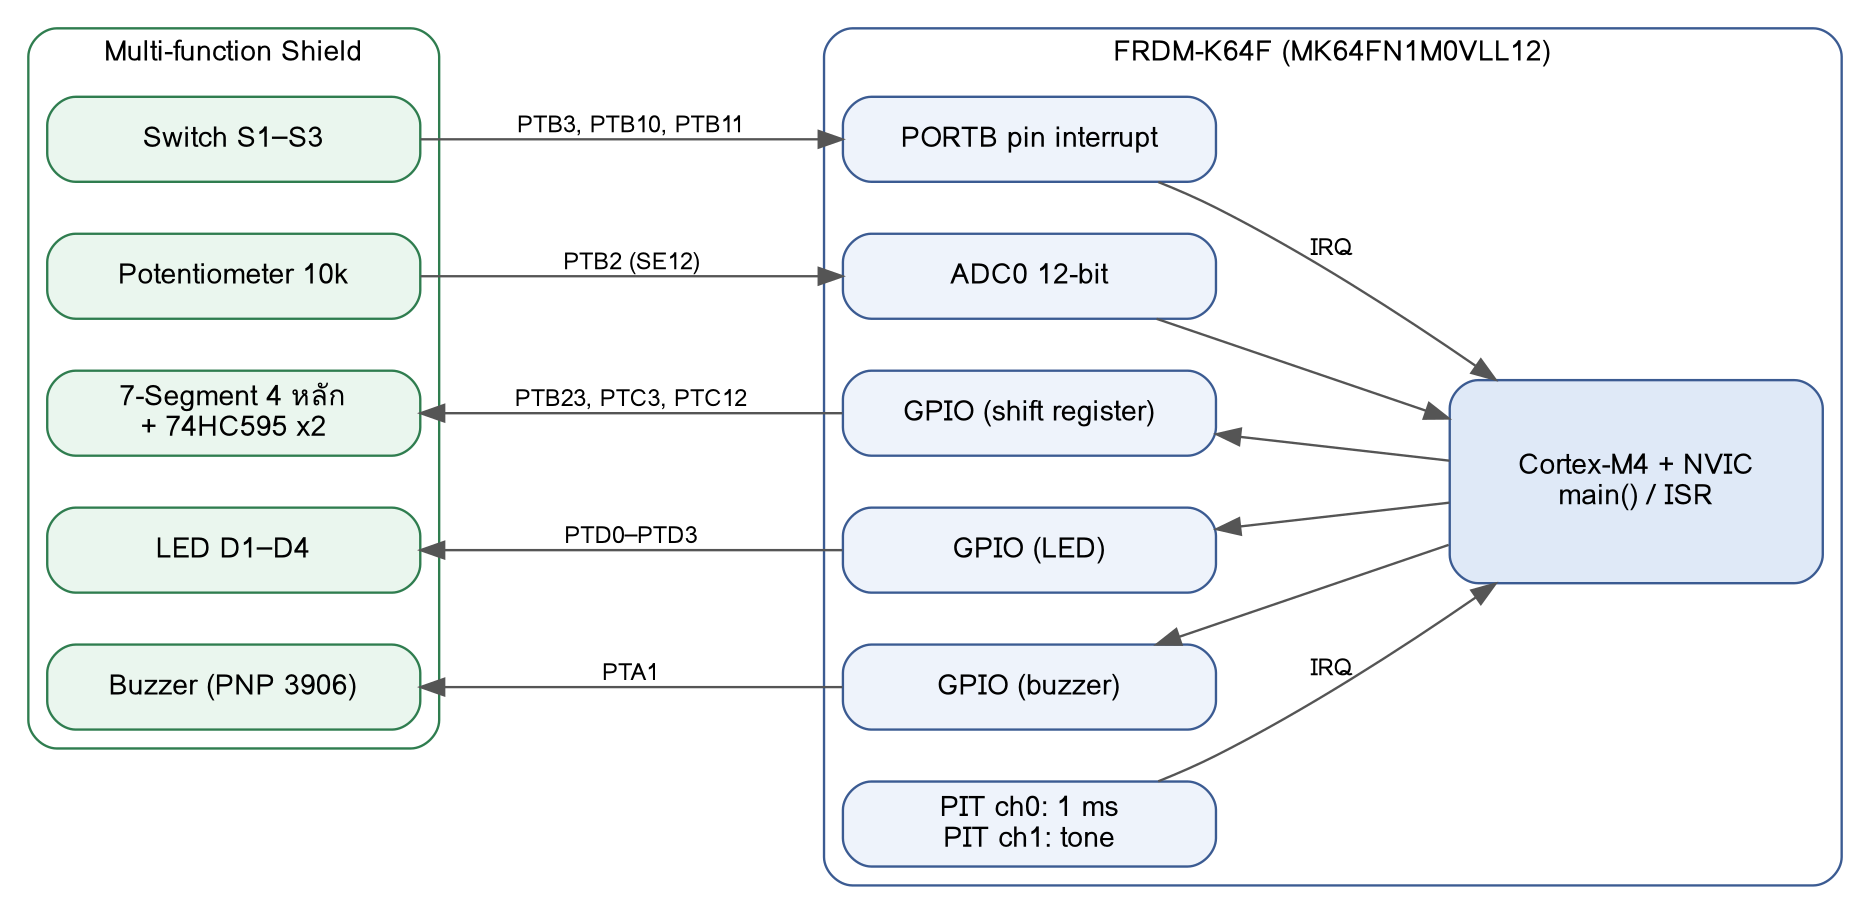 Multi-function Shield
FRDM-K64F (MK64FN1M0VLL12)
Switch S1–S3
PTB3, PTB10, PTB11
PORTB pin interrupt
IRQ
Potentiometer 10k
PTB2 (SE12)
ADC0 12-bit
7-Segment 4 หลัก
+ 74HC595 x2
PTB23, PTC3, PTC12
GPIO (shift register)
Cortex-M4 + NVIC
main() / ISR
LED D1–D4
PTD0–PTD3
GPIO (LED)
Buzzer (PNP 3906)
PTA1
GPIO (buzzer)
IRQ
PIT ch0: 1 ms
PIT ch1: tone